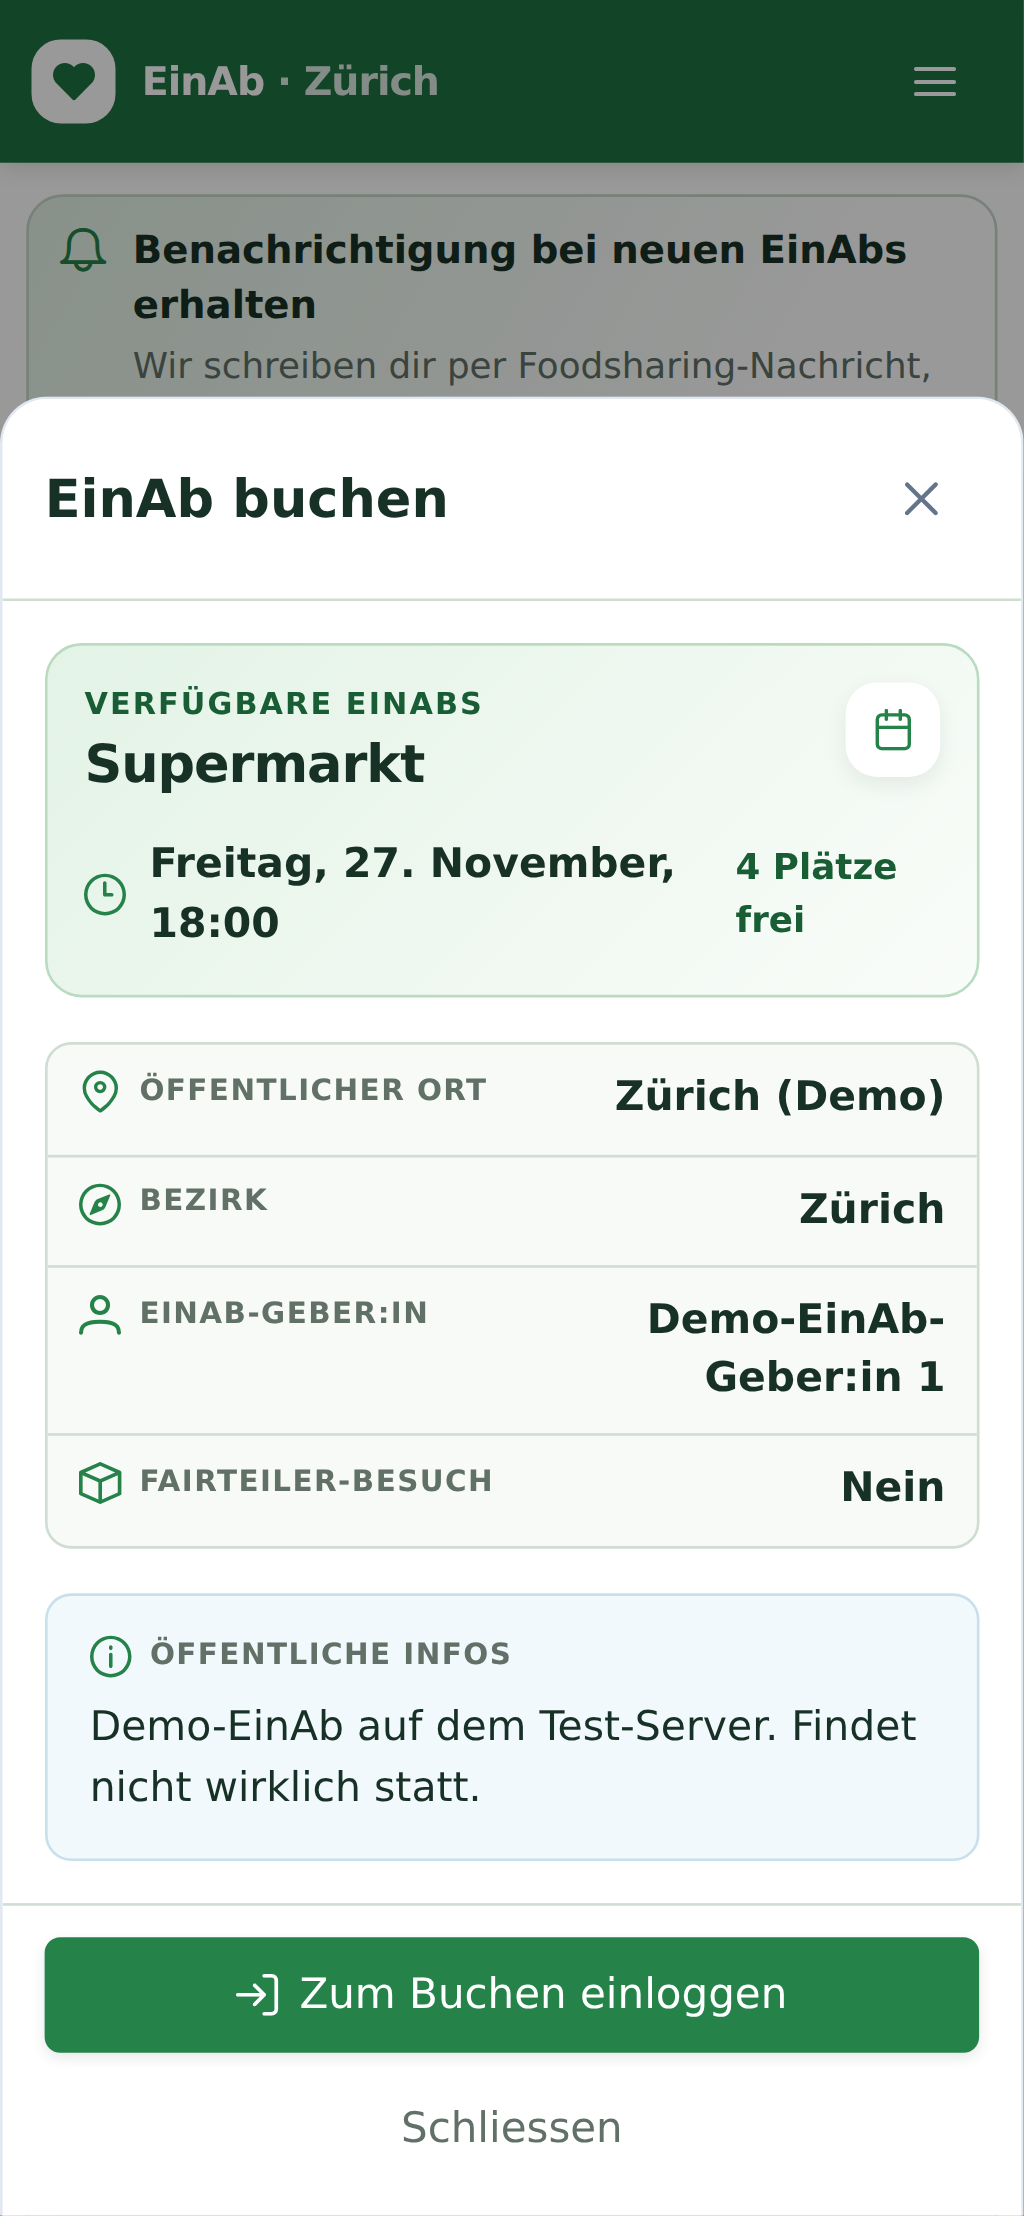 EinAb · Zürich
Benachrichtigung bei neuen EinAbs
erhalten
Wir schreiben dir per Foodsharing-Nachricht,
EinAb buchen
VERFÜGBARE EINABS
Supermarkt
Freitag, 27. November,
18:00
4 Plätze
frei
ÖFFENTLICHER ORT
Zürich (Demo)
BEZIRK
Zürich
EINAB-GEBER:IN
Demo-EinAb-
Geber:in 1
FAIRTEILER-BESUCH
Nein
ÖFFENTLICHE INFOS
Demo-EinAb auf dem Test-Server. Findet
nicht wirklich statt.
Zum Buchen einloggen
Schliessen